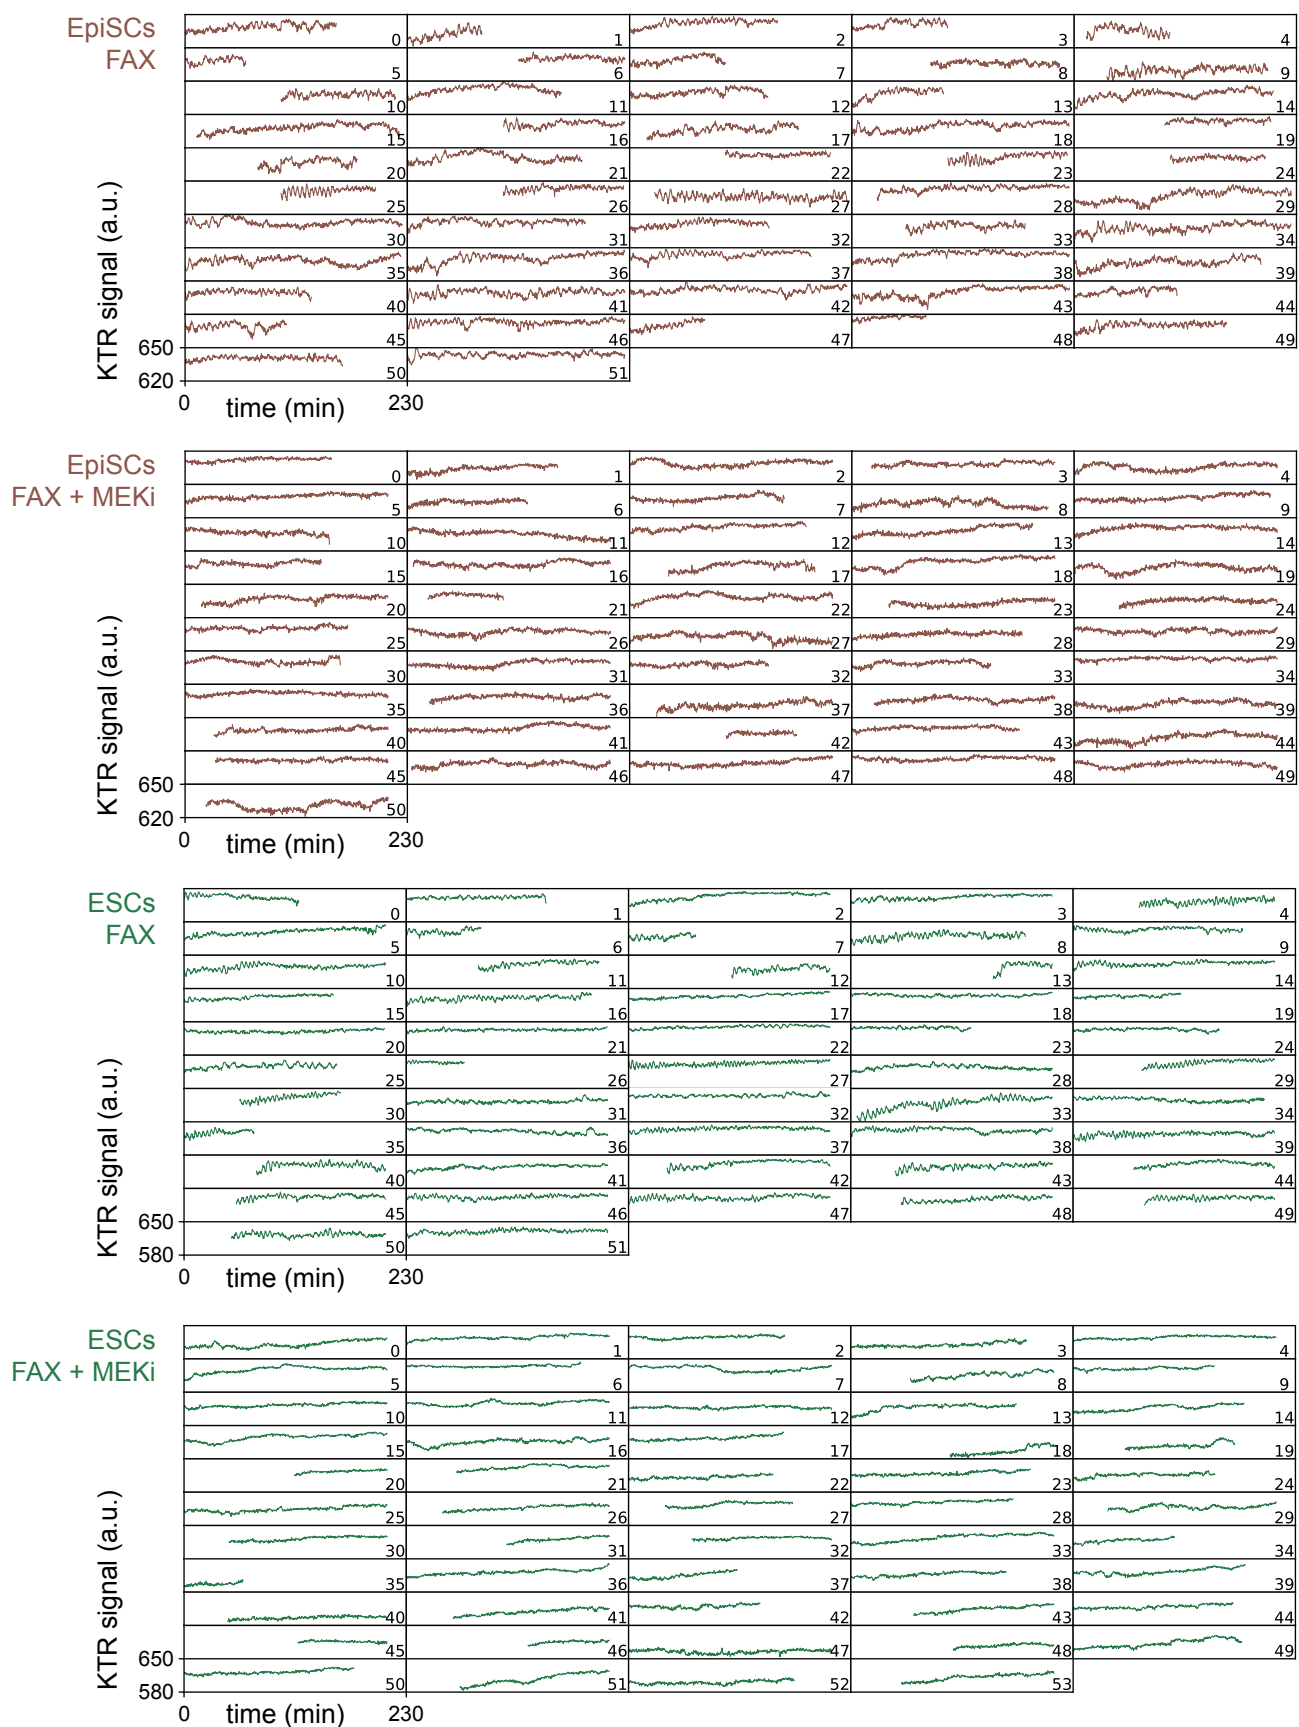 EpiSCs
FAX
0 1 2 3 4
5 6 7 8 9
10 11 12 13 14
15 16 17 18 19
20 21 22 23 24
25 26 27 28 29
30 31 32 33 34
35 36 37 38 39
40 41 42 43 44
45 46 47 48 49
50 51
KTR signal (a.u.)
650
620
0 time (min) 230
EpiSCs
FAX + MEKi
0 1 2 3 4
5 6 7 8 9
10 11 12 13 14
15 16 17 18 19
20 21 22 23 24
25 26 27 28 29
30 31 32 33 34
35 36 37 38 39
40 41 42 43 44
45 46 47 48 49
50
KTR signal (a.u.)
650
620
0 time (min) 230
ESCs
FAX
0 1 2 3 4
5 6 7 8 9
10 11 12 13 14
15 16 17 18 19
20 21 22 23 24
25 26 27 28 29
30 31 32 33 34
35 36 37 38 39
40 41 42 43 44
45 46 47 48 49
50 51
KTR signal (a.u.)
650
580
0 time (min) 230
ESCs
FAX + MEKi
0 1 2 3 4
5 6 7 8 9
10 11 12 13 14
15 16 17 18 19
20 21 22 23 24
25 26 27 28 29
30 31 32 33 34
35 36 37 38 39
40 41 42 43 44
45 46 47 48 49
50 51 52 53
KTR signal (a.u.)
650
580
0 time (min) 230